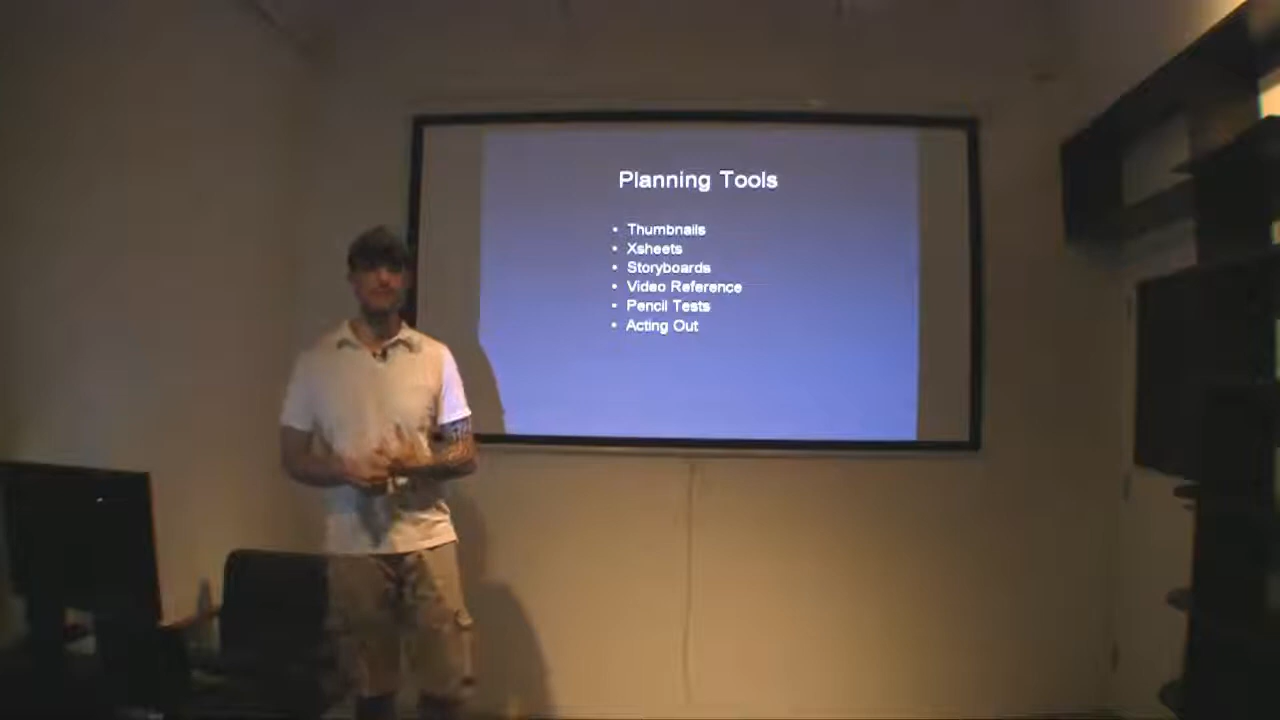 Planning Tools
• Thumbnails
• Xsheets
• Storyboards
• Video Reference
• Pencil Tests
• Acting Out